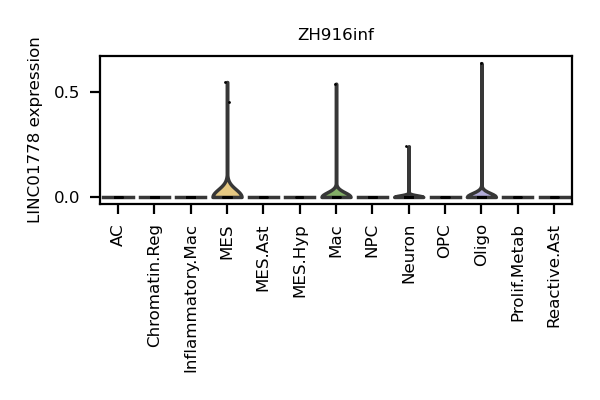 ZH916inf
LINC01778 expression
0.5
0.0
AC
Chromatin.Reg
Inflammatory.Mac
MES
MES.Ast
MES.Hyp
Mac
NPC
Neuron
OPC
Oligo
Prolif.Metab
Reactive.Ast